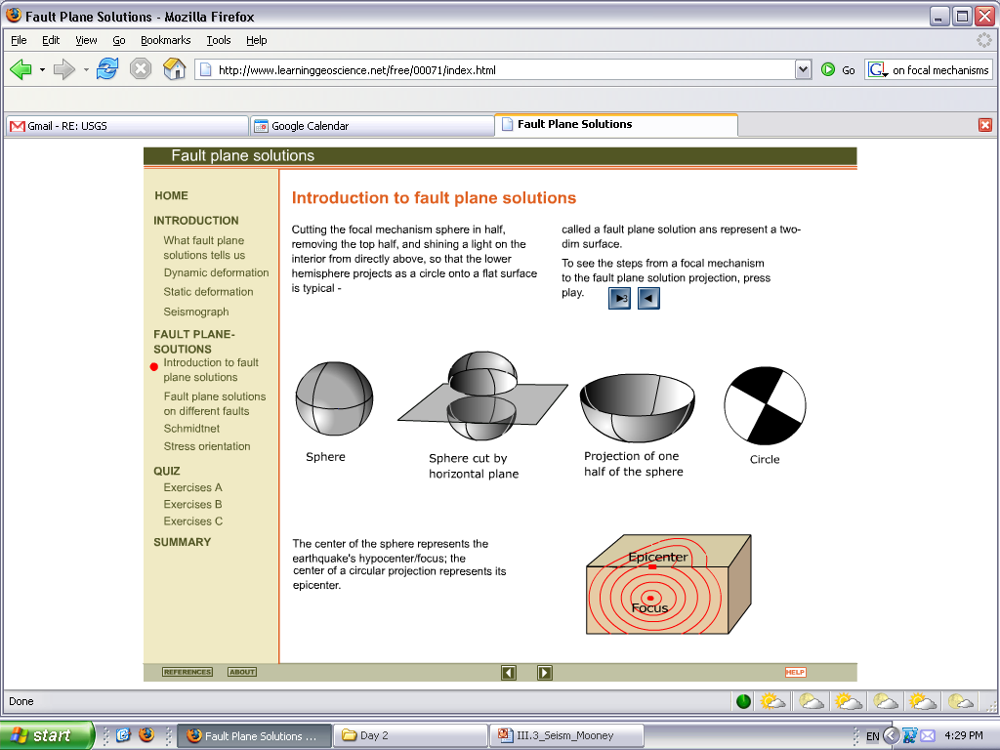 Fault Plane Solutions - Mozilla Firefox
File Edit View Go Bookmarks Tools Help
http://www.learninggeoscience.net/free/00071/index.html
Go
G on focal mechanisms
Gmail - RE: USGS
Google Calendar
Fault Plane Solutions
Fault plane solutions
HOME
INTRODUCTION
What fault plane
solutions tells us
Dynamic deformation
Static deformation
Seismograph
FAULT PLANE-
SOUTIONS
Introduction to fault
plane solutions
Fault plane solutions
on different faults
Schmidtnet
Stress orientation
QUIZ
Exercises A
Exercises B
Exercises C
SUMMARY
Introduction to fault plane solutions
Cutting the focal mechanism sphere in half,
removing the top half, and shining a light on the
interior from directly above, so that the lower
hemisphere projects as a circle onto a flat surface
is typical -
called a fault plane solution ans represent a two-
dim surface.
To see the steps from a focal mechanism
to the fault plane solution projection, press
play.
3
Sphere
Sphere cut by
horizontal plane
Projection of one
half of the sphere
Circle
The center of the sphere represents the
earthquake's hypocenter/focus; the
center of a circular projection represents its
epicenter.
Epicenter
Focus
REFERENCES
ABOUT
HELP
Done
start
Fault Plane Solutions ...
Day 2
III.3_Seism_Mooney
EN
4:29 PM